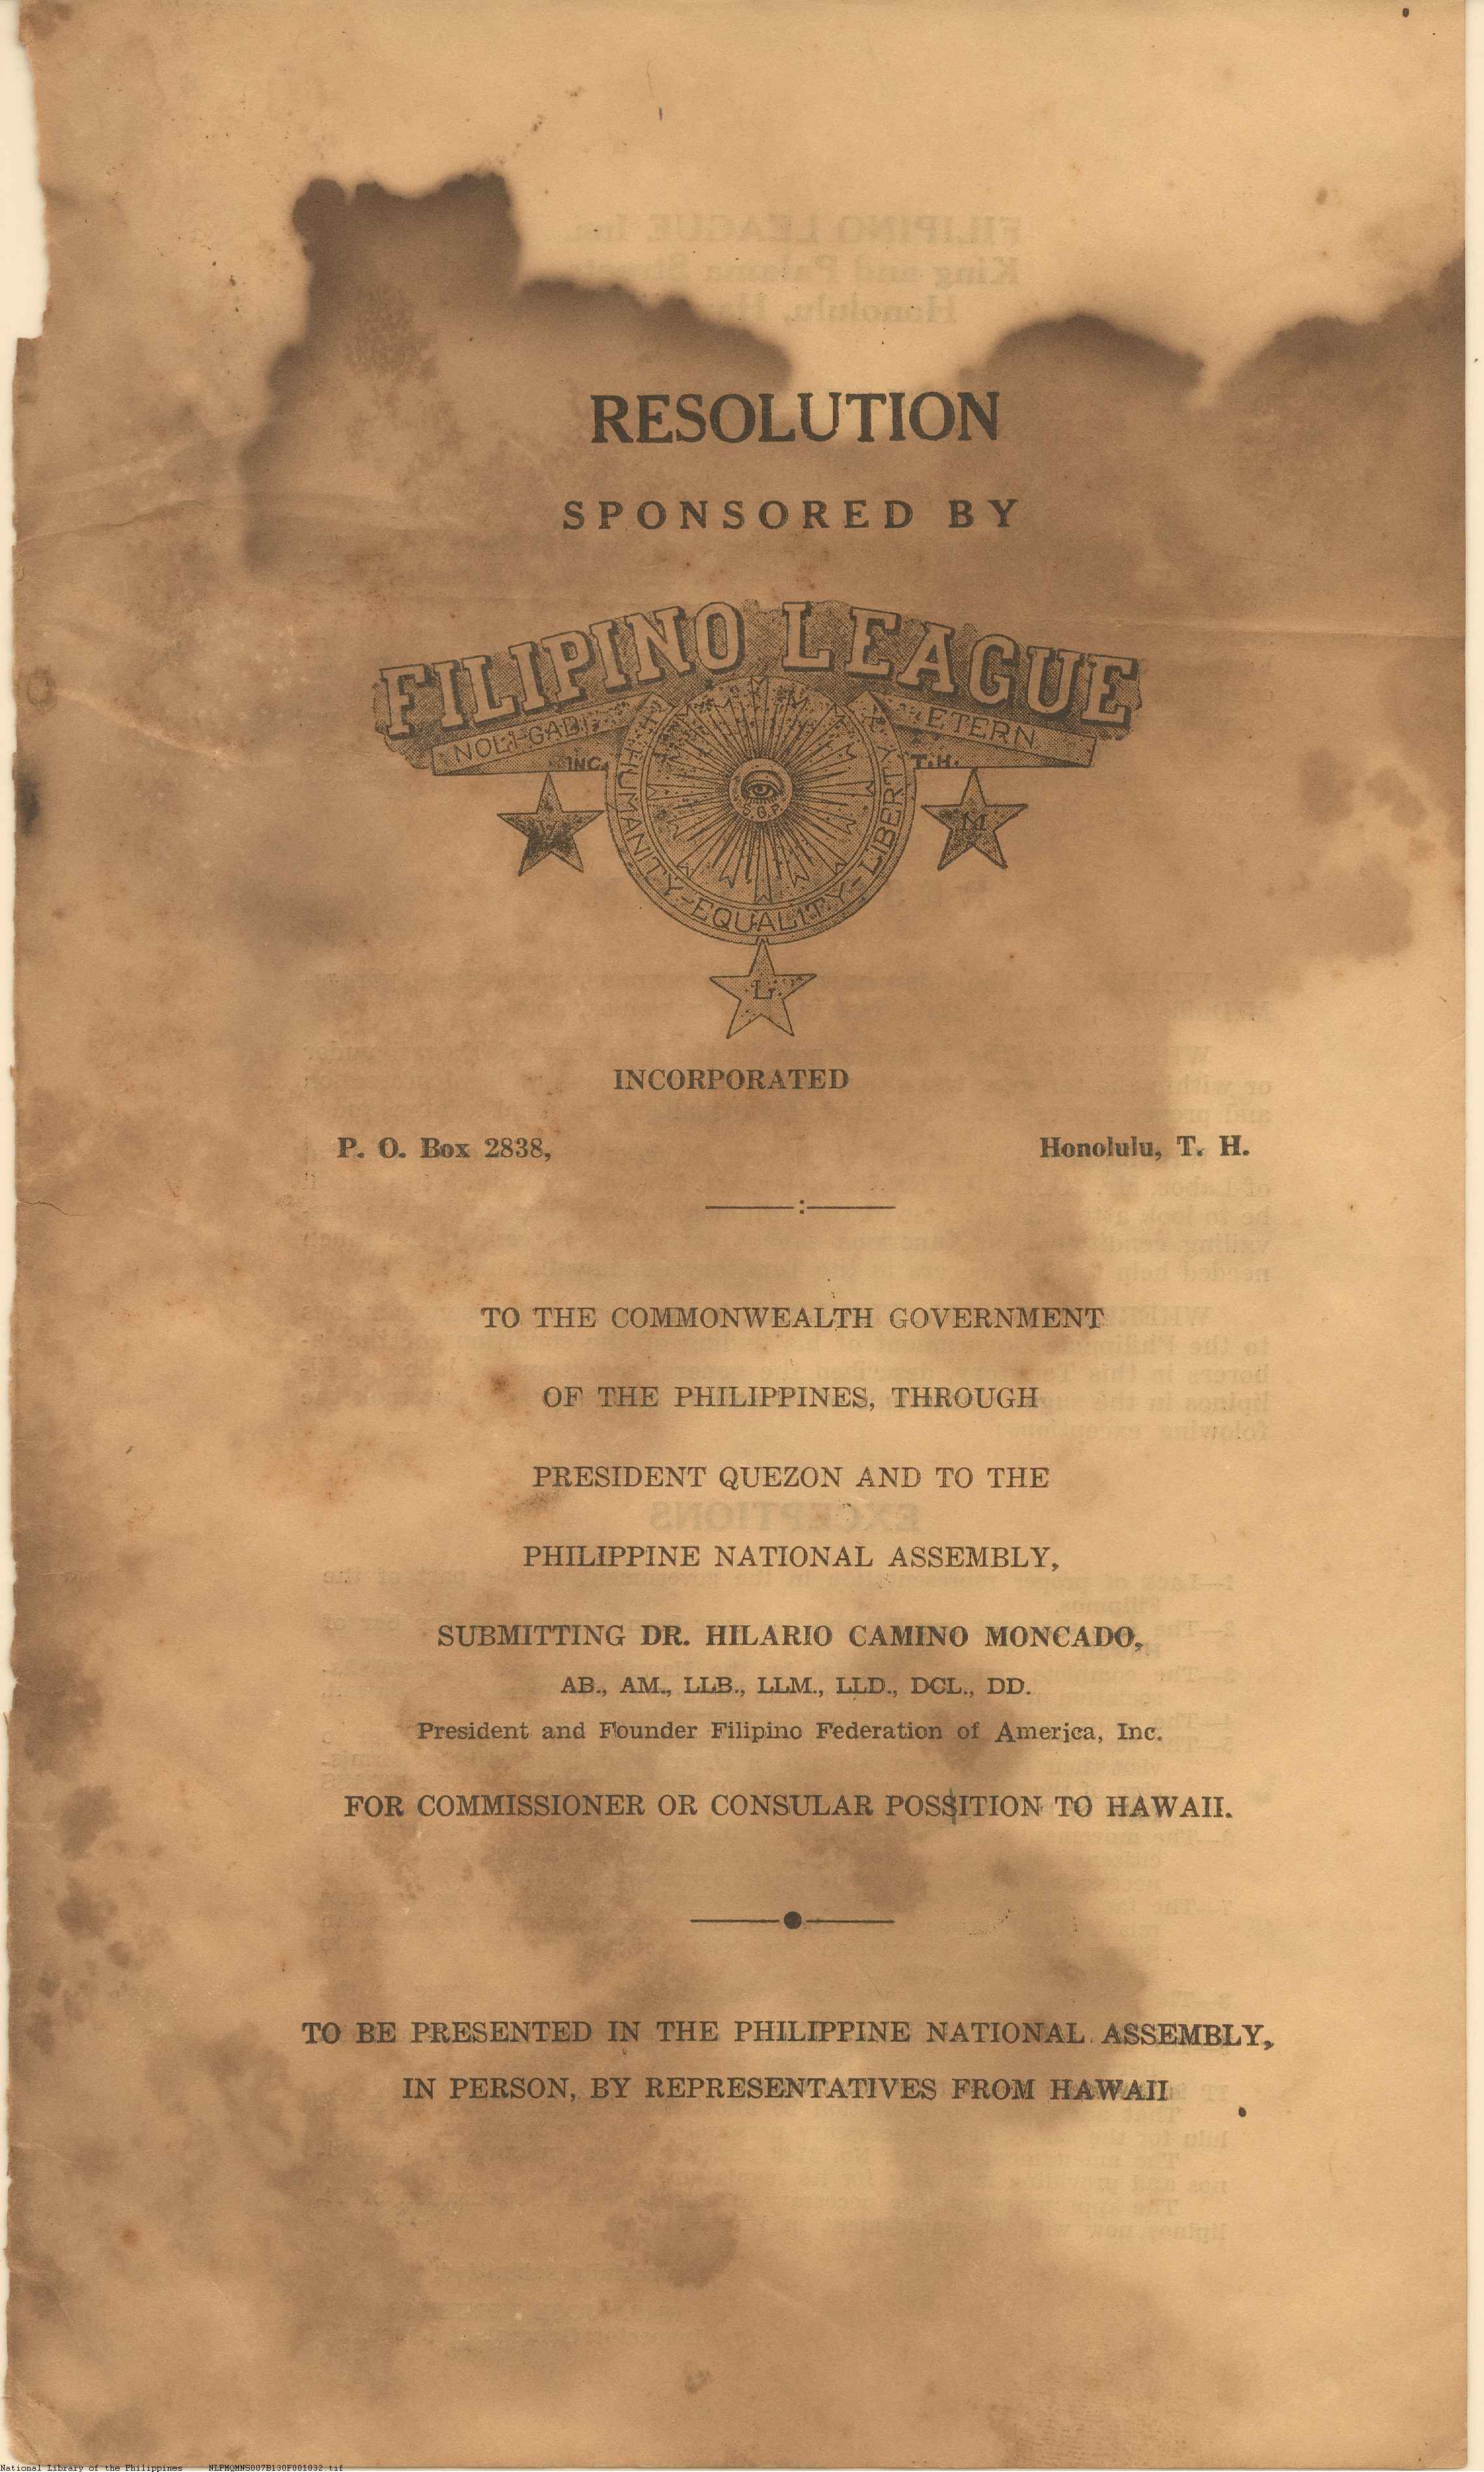 RESOLUTION
SPONSORED BY
FILIPINO LEAGUE
NOLI
ETERN
INC.
T.H.
HUMANITY-EQUALITY-LIBERTY
V
M
L
INCORPORATED
P. O. Box 2838,
Honolulu, T. H.
TO THE COMMONWEALTH GOVERNMENT
OF THE PHILIPPINES, THROUGH
PRESIDENT QUEZON AND TO THE
PHILIPPINE NATIONAL ASSEMBLY,
SUBMITTING DR. HILARIO CAMINO MONCADO,
AB., AM., LLB., LLM., LLD., DCL., DD.
President and Founder Filipino Federation of America, Inc.
FOR COMMISSIONER OR CONSULAR POSSITION TO HAWAII.
TO BE PRESENTED IN THE PHILIPPINE NATIONAL ASSEMBLY,
IN PERSON, BY REPRESENTATIVES FROM HAWAII
National Library of the Philippines NLPMQMNS007B130F001032.tif